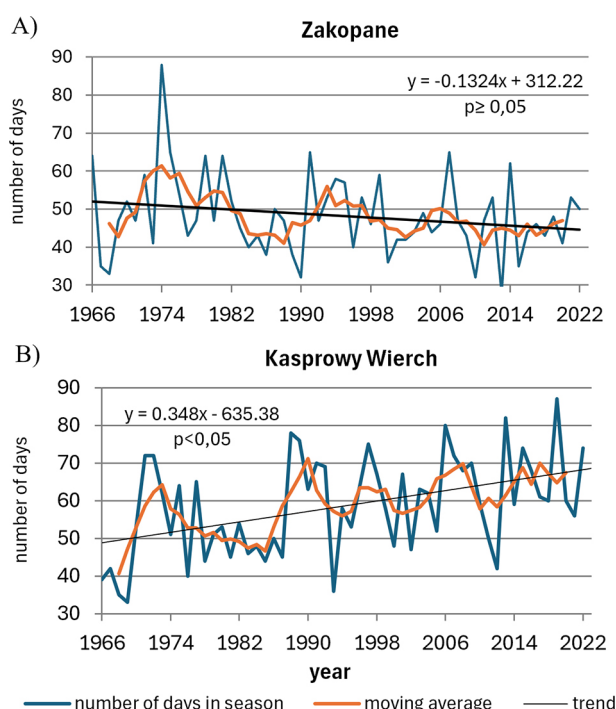 A)
Zakopane
90
y = -0.1324x + 312.22
80
p≥ 0,05
70
60
50
40
30
number of days
1966 1974 1982 1990 1998 2006 2014 2022
B)
Kasprowy Wierch
90
y = 0.348x - 635.38
80
p<0,05
70
60
50
40
30
number of days
1966 1974 1982 1990 1998 2006 2014 2022
year
number of days in season moving average trend